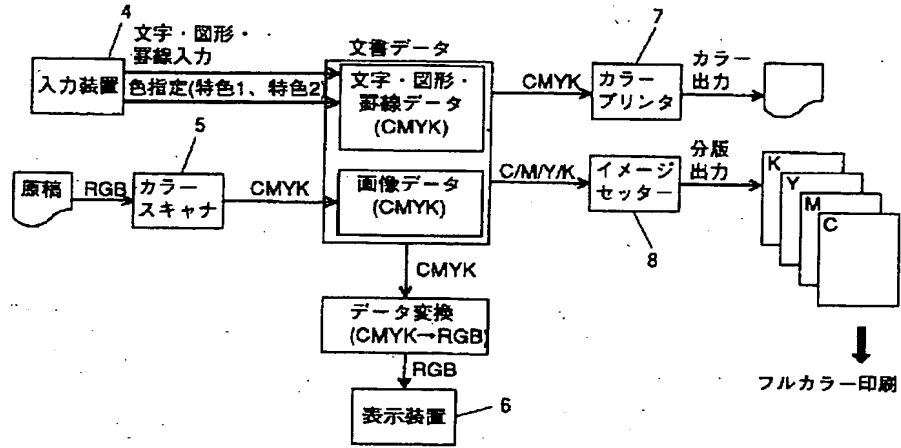 4
文字・図形・
罫線入力
入力装置
色指定(特色1、特色2)
文書データ
文字・図形・
罫線データ
(CMYK)
画像データ
(CMYK)
5
原稿
RGB
カラー
スキャナ
CMYK
CMYK
7
カラー
プリンタ
カラー
出力
C/M/Y/K
イメージ
セッター
8
分版
出力
K
Y
M
C
フルカラー印刷
CMYK
データ変換
(CMYK→RGB)
RGB
表示装置
6